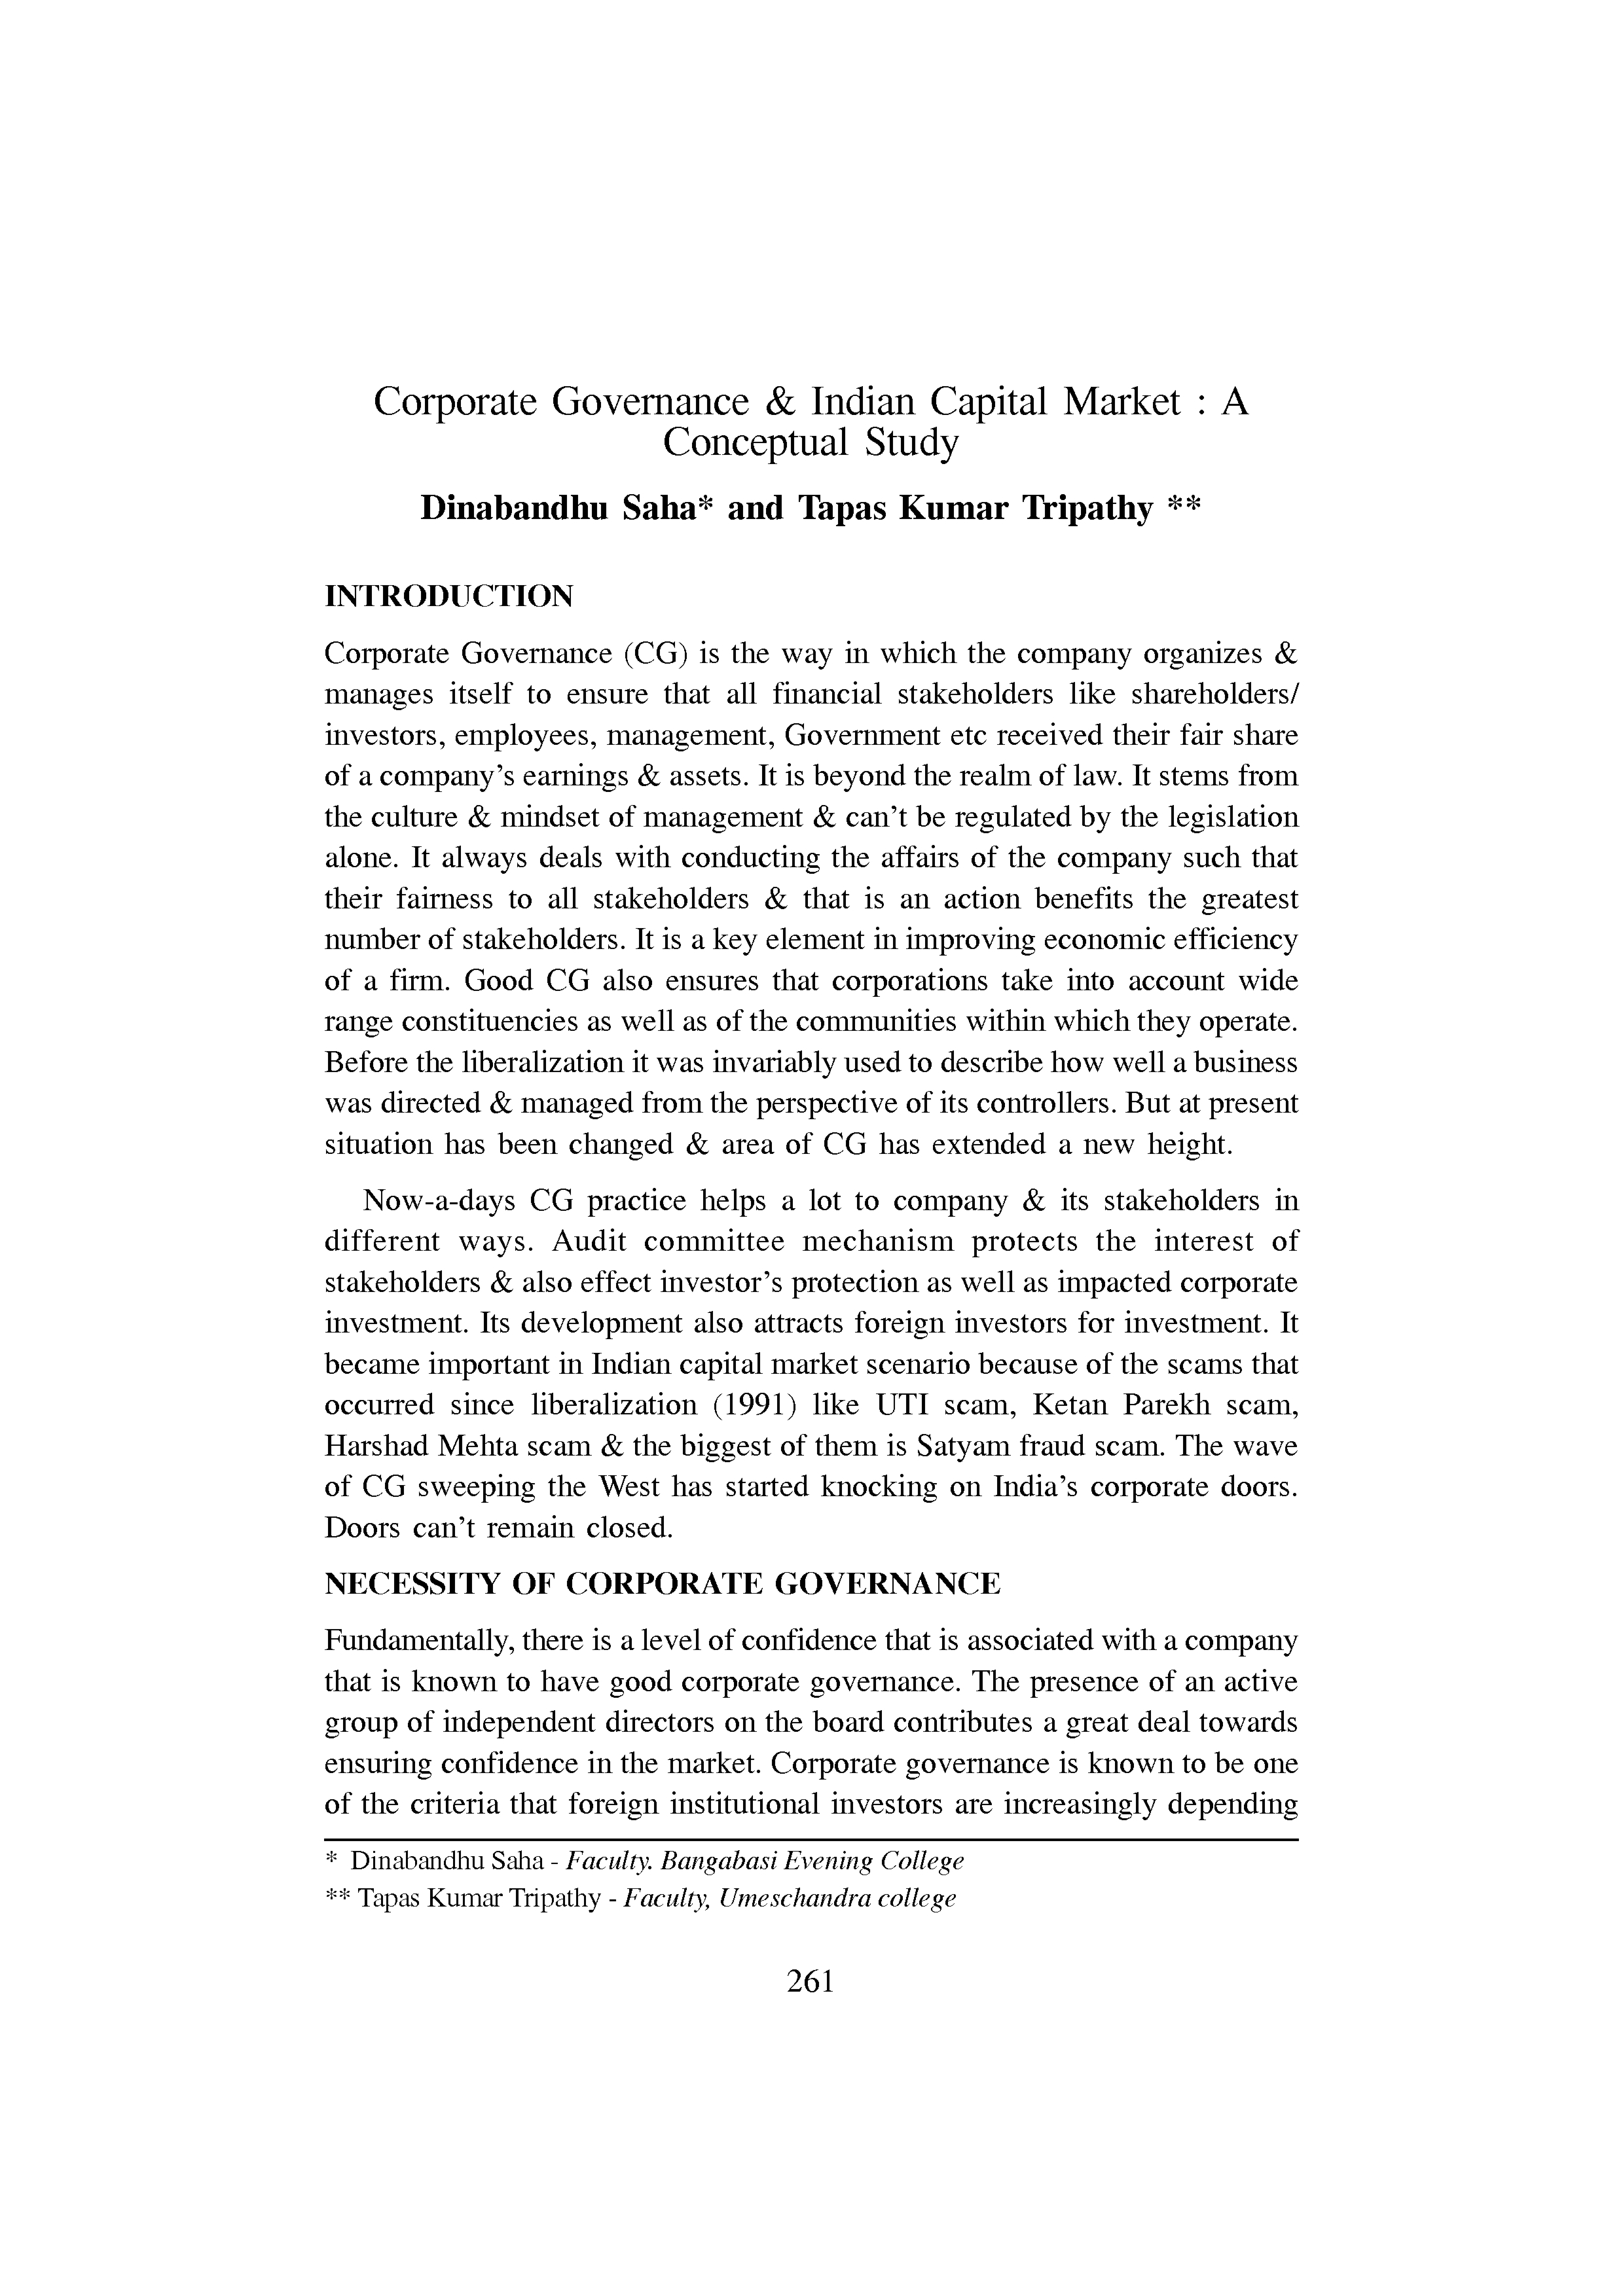 Corporate Governance & Indian Capital Market : A
Conceptual Study
Dinabandhu Saha* and Tapas Kumar Tripathy **
INTRODUCTION
Corporate Governance (CG) is the way in which the company organizes &
manages itself to ensure that all financial stakeholders like shareholders/
investors, employees, management, Government etc received their fair share
of a company’s earnings & assets. It is beyond the realm of law. It stems from
the culture & mindset of management & can’t be regulated by the legislation
alone. It always deals with conducting the affairs of the company such that
their fairness to all stakeholders & that is an action benefits the greatest
number of stakeholders. It is a key element in improving economic efficiency
of a firm. Good CG also ensures that corporations take into account wide
range constituencies as well as of the communities within which they operate.
Before the liberalization it was invariably used to describe how well a business
was directed & managed from the perspective of its controllers. But at present
situation has been changed & area of CG has extended a new height.
Now-a-days CG practice helps a lot to company & its stakeholders in
different ways. Audit committee mechanism protects the interest of
stakeholders & also effect investor’s protection as well as impacted corporate
investment. Its development also attracts foreign investors for investment. It
became important in Indian capital market scenario because of the scams that
occurred since liberalization (1991) like UTI scam, Ketan Parekh scam,
Harshad Mehta scam & the biggest of them is Satyam fraud scam. The wave
of CG sweeping the West has started knocking on India’s corporate doors.
Doors can’t remain closed.
NECESSITY OF CORPORATE GOVERNANCE
Fundamentally, there is a level of confidence that is associated with a company
that is known to have good corporate governance. The presence of an active
group of independent directors on the board contributes a great deal towards
ensuring confidence in the market. Corporate governance is known to be one
of the criteria that foreign institutional investors are increasingly depending
* Dinabandhu Saha - Faculty. Bangabasi Evening College
** Tapas Kumar Tripathy - Faculty, Umeschandra college
261